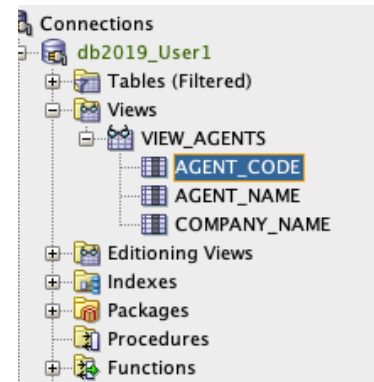 Connections
db2019_User1
Tables (Filtered)
Views
VIEW_AGENTS
AGENT_CODE
AGENT_NAME
COMPANY_NAME
Editioning Views
Indexes
Packages
Procedures
Functions